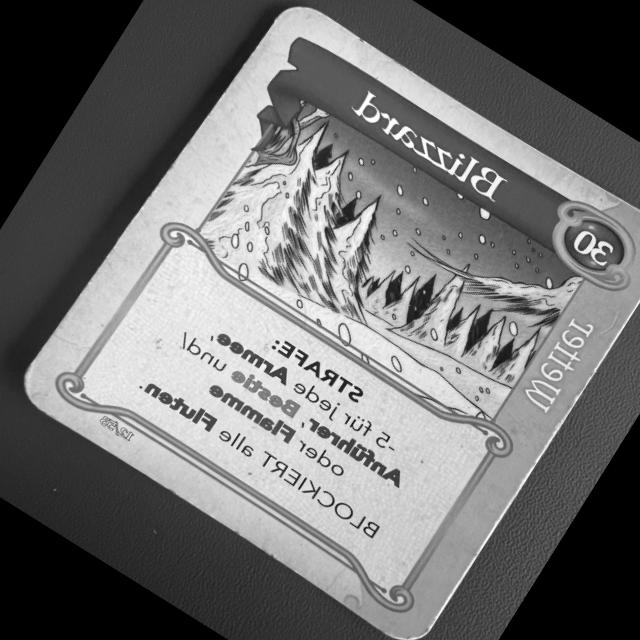 30
Blizzard
Wetter
STRAFE:
-5 für jede Armee,
Anführer, Bestie und/
oder Flamme
BLOCKIERT alle Fluten.